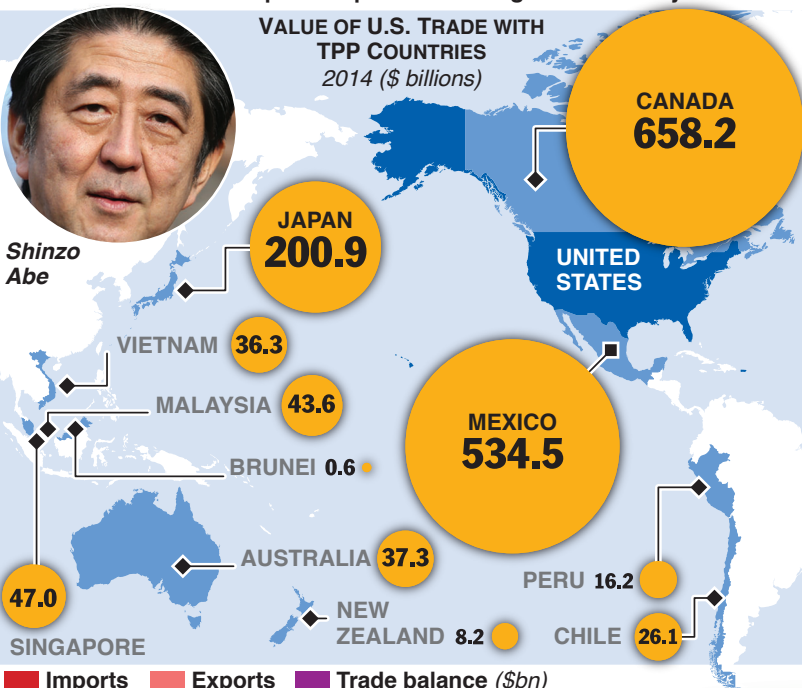 VALUE OF U.S. TRADE WITH
TPP COUNTRIES
2014 ($ billions)
CANADA
658.2
Shinzo
Abe
JAPAN
200.9
UNITED
STATES
VIETNAM 36.3
MALAYSIA 43.6
MEXICO
534.5
BRUNEI 0.6
AUSTRALIA 37.3
PERU 16.2
47.0
SINGAPORE
NEW
ZEALAND 8.2
CHILE 26.1
Imports Exports Trade balance ($bn)